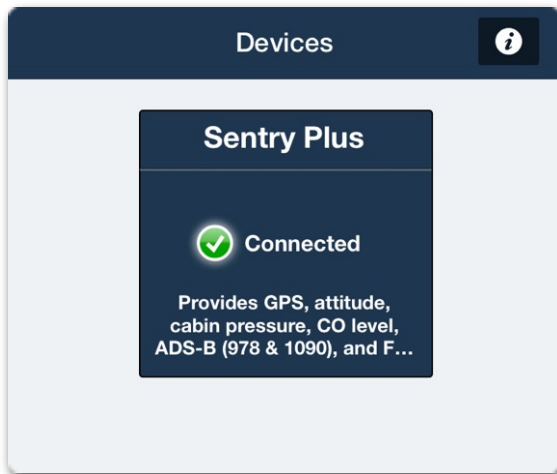 Devices
i
Sentry Plus
Connected
Provides GPS, attitude,
cabin pressure, CO level,
ADS-B (978 & 1090), and F...